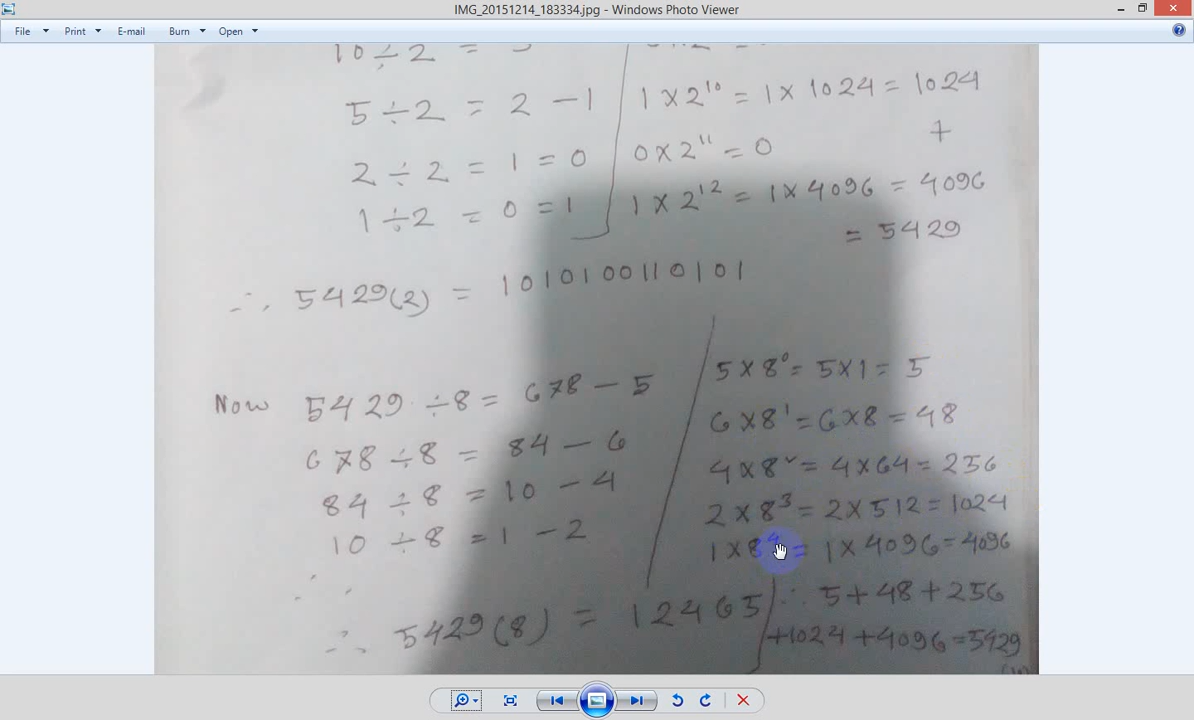 IMG_20151214_183334.jpg - Windows Photo Viewer
File Print E-mail Burn Open
10 ÷ 2 =
5 ÷ 2 = 2 - 1
2 ÷ 2 = 1 = 0
1 ÷ 2 = 0 = 1
1 × 2¹⁰ = 1 × 1024 = 1024
+
0 × 2¹¹ = 0
1 × 2¹² = 1 × 4096 = 4096
= 5429
∴ 5429(2) = 1010100110101
Now 5429 ÷ 8 = 678 - 5
678 ÷ 8 = 84 - 6
84 ÷ 8 = 10 - 4
10 ÷ 8 = 1 - 2
∴ 5429(8) = 12465
5 × 8⁰ = 5 × 1 = 5
6 × 8¹ = 6 × 8 = 48
4 × 8² = 4 × 64 = 256
2 × 8³ = 2 × 512 = 1024
1 × 8⁴ = 1 × 4096 = 4096
∴ 5 + 48 + 256
+ 1024 + 4096 = 5429